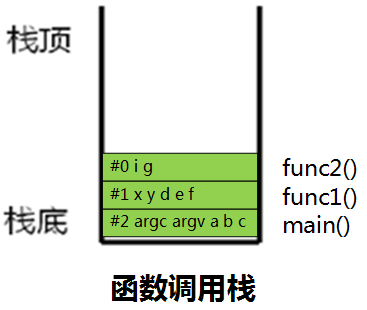 栈顶
#0 i g func2()
#1 x y d e f func1()
栈底 #2 argc argv a b c main()
函数调用栈